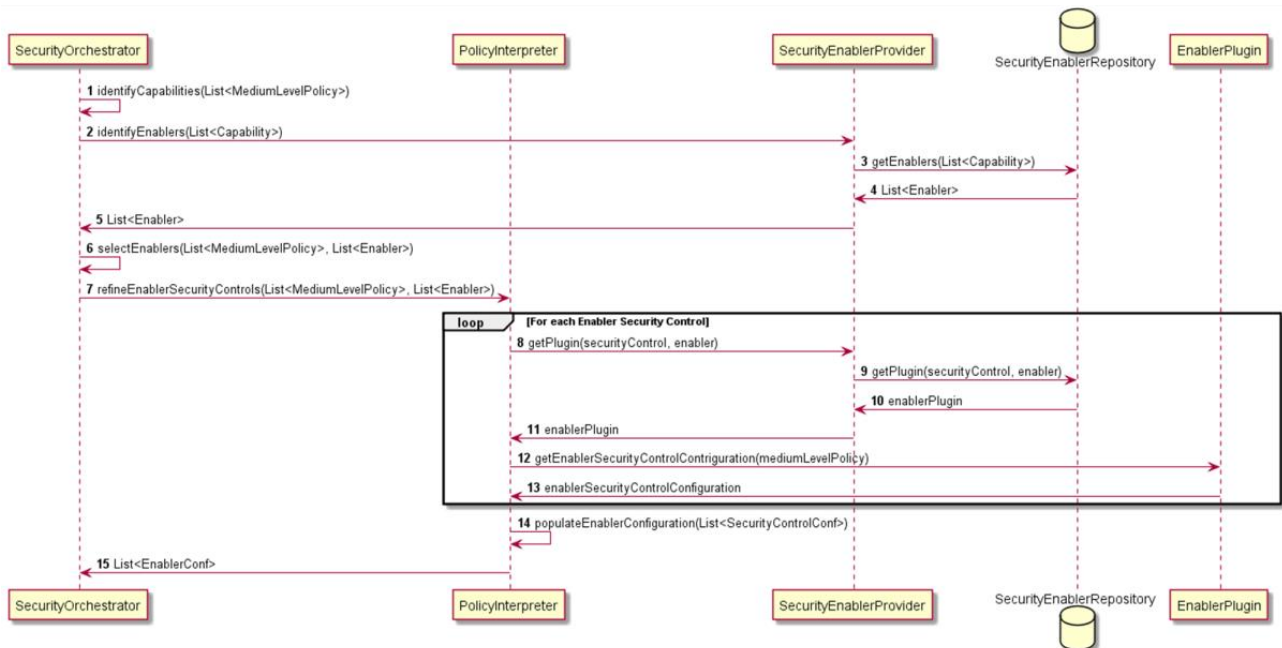 SecurityOrchestrator
PolicyInterpreter
SecurityEnablerProvider
SecurityEnablerRepository
EnablerPlugin
1 identifyCapabilities(List<MediumLevelPolicy>)
2 identifyEnablers(List<Capability>)
3 getEnablers(List<Capability>)
4 List<Enabler>
5 List<Enabler>
6 selectEnablers(List<MediumLevelPolicy>, List<Enabler>)
7 refineEnablerSecurityControls(List<MediumLevelPolicy>, List<Enabler>)
loop [For each Enabler Security Control]
8 getPlugin(securityControl, enabler)
9 getPlugin(securityControl, enabler)
10 enablerPlugin
11 enablerPlugin
12 getEnablerSecurityControlContriguration(mediumLevelPolicy)
13 enablerSecurityControlConfiguration
14 populateEnablerConfiguration(List<SecurityControlConf>)
15 List<EnablerConf>
SecurityOrchestrator
PolicyInterpreter
SecurityEnablerProvider
SecurityEnablerRepository
EnablerPlugin